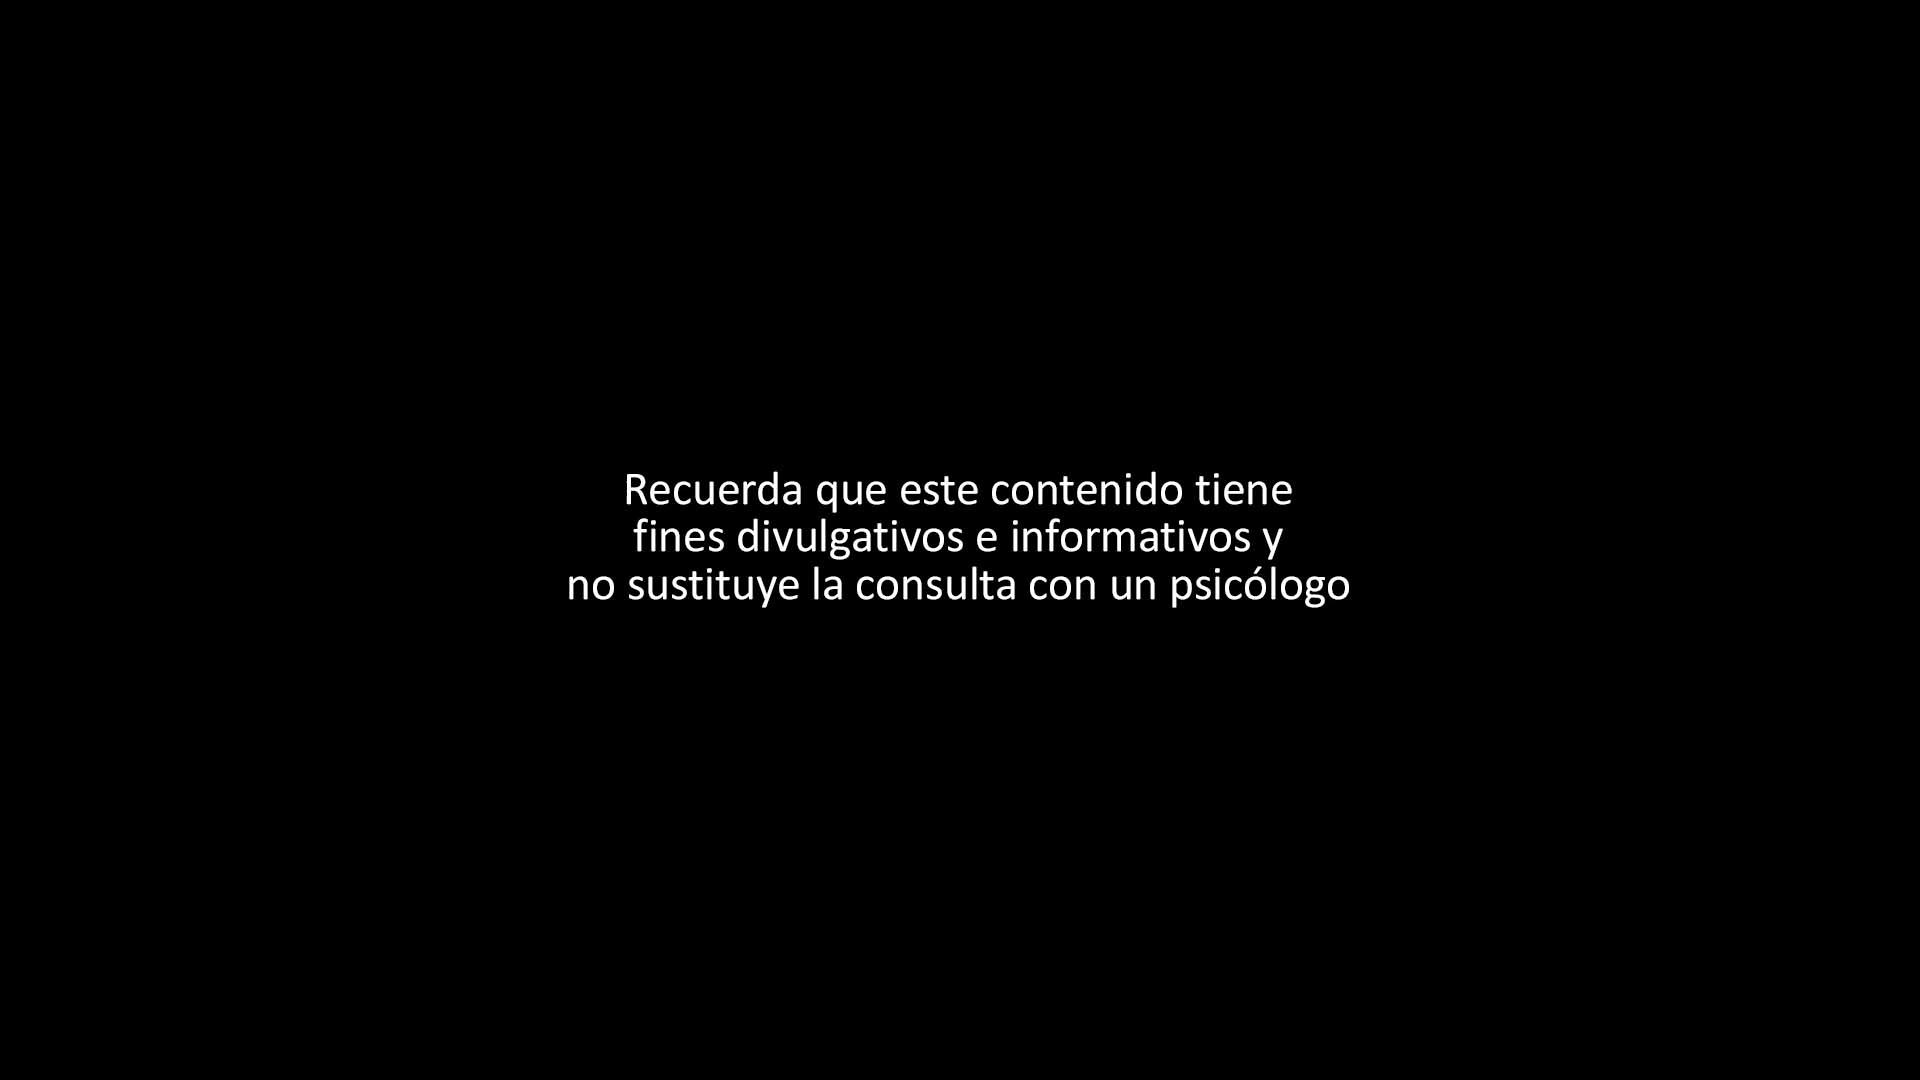 Recuerda que este contenido tiene
fines divulgativos e informativos y
no sustituye la consulta con un psicólogo